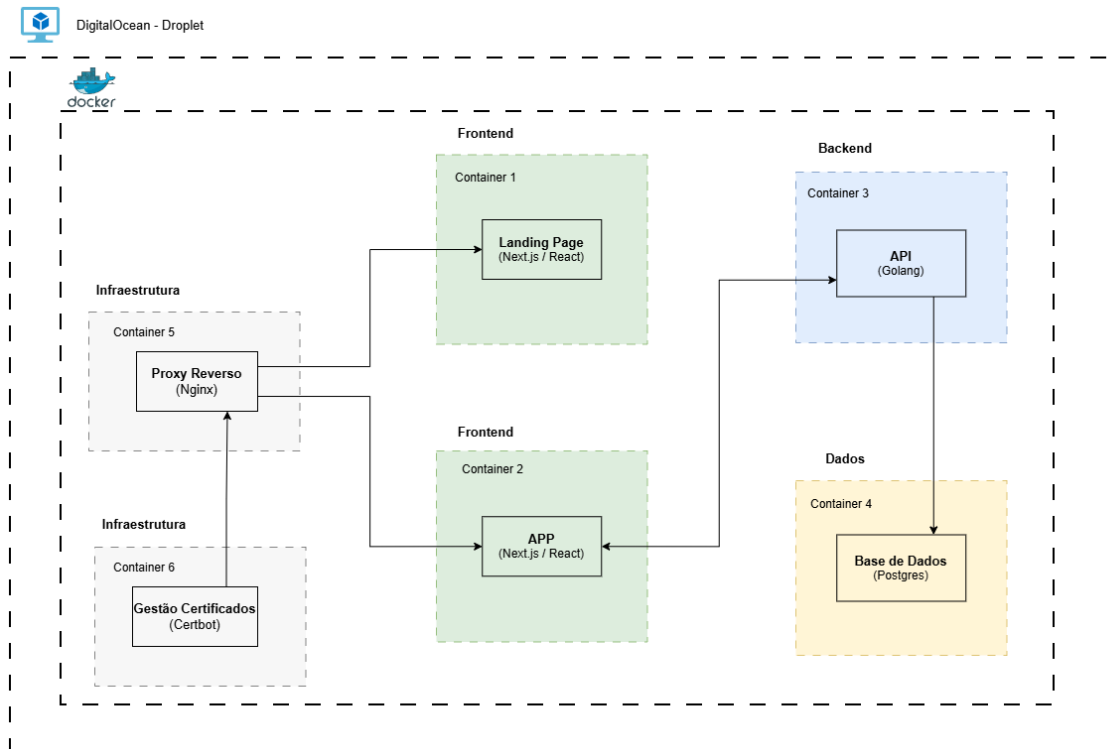 DigitalOcean - Droplet
docker
Frontend
Container 1
Landing Page
(Next.js / React)
Backend
Container 3
API
(Golang)
Infraestrutura
Container 5
Proxy Reverso
(Nginx)
Frontend
Container 2
APP
(Next.js / React)
Dados
Container 4
Base de Dados
(Postgres)
Infraestrutura
Container 6
Gestão Certificados
(Certbot)